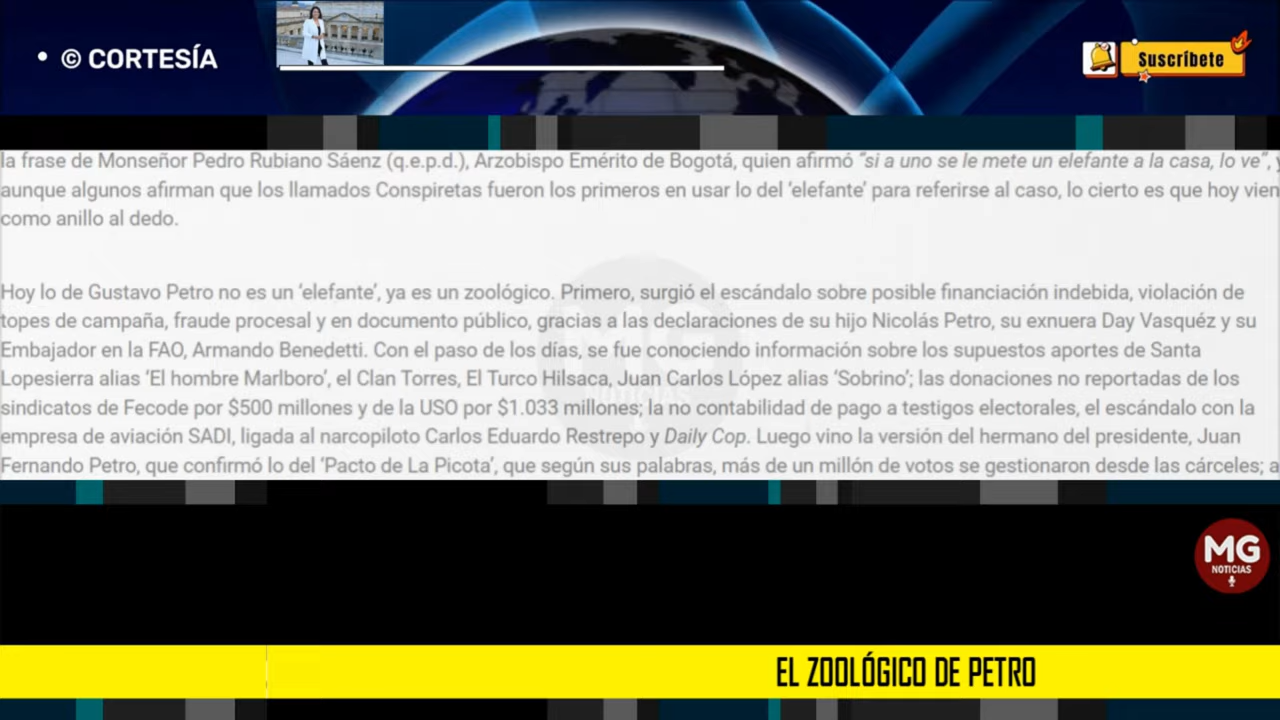 • © CORTESÍA
Suscríbete
la frase de Monseñor Pedro Rubiano Sáenz (q.e.p.d.), Arzobispo Emérito de Bogotá, quien afirmó “si a uno se le mete un elefante a la casa, lo ve”, y
aunque algunos afirman que los llamados Conspiretas fueron los primeros en usar lo del ‘elefante’ para referirse al caso, lo cierto es que hoy vien
como anillo al dedo.
Hoy lo de Gustavo Petro no es un ‘elefante’, ya es un zoológico. Primero, surgió el escándalo sobre posible financiación indebida, violación de
topes de campaña, fraude procesal y en documento público, gracias a las declaraciones de su hijo Nicolás Petro, su exnuera Day Vasquéz y su
Embajador en la FAO, Armando Benedetti. Con el paso de los días, se fue conociendo información sobre los supuestos aportes de Santa
Lopesierra alias ‘El hombre Marlboro’, el Clan Torres, El Turco Hilsaca, Juan Carlos López alias ‘Sobrino’; las donaciones no reportadas de los
sindicatos de Fecode por $500 millones y de la USO por $1.033 millones; la no contabilidad de pago a testigos electorales, el escándalo con la
empresa de aviación SADI, ligada al narcopiloto Carlos Eduardo Restrepo y Daily Cop. Luego vino la versión del hermano del presidente, Juan
Fernando Petro, que confirmó lo del ‘Pacto de La Picota’, que según sus palabras, más de un millón de votos se gestionaron desde las cárceles; a
MG
NOTICIAS
MG
NOTICIAS
EL ZOOLÓGICO DE PETRO